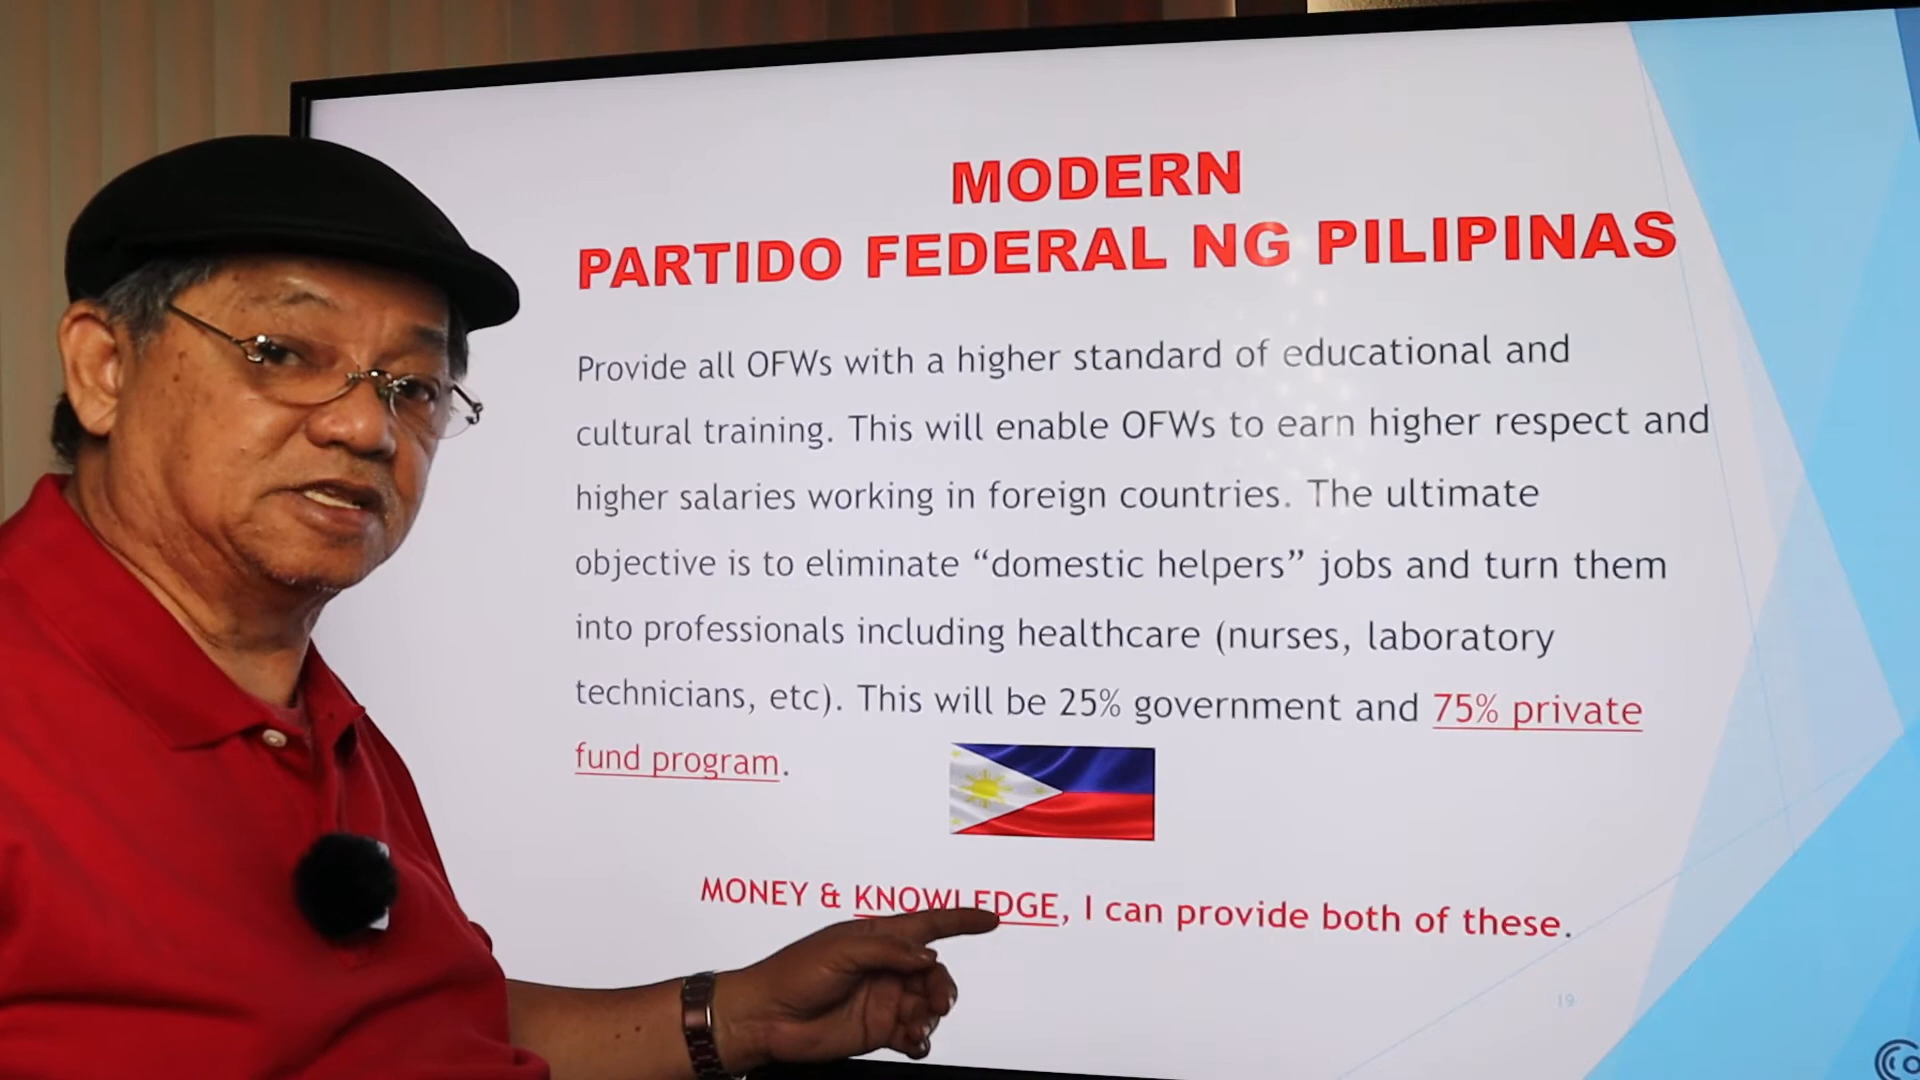 MODERN
PARTIDO FEDERAL NG PILIPINAS
Provide all OFWs with a higher standard of educational and
cultural training. This will enable OFWs to earn higher respect and
higher salaries working in foreign countries. The ultimate
objective is to eliminate “domestic helpers” jobs and turn them
into professionals including healthcare (nurses, laboratory
technicians, etc). This will be 25% government and 75% private
fund program.
MONEY & KNOWLEDGE, I can provide both of these.
19